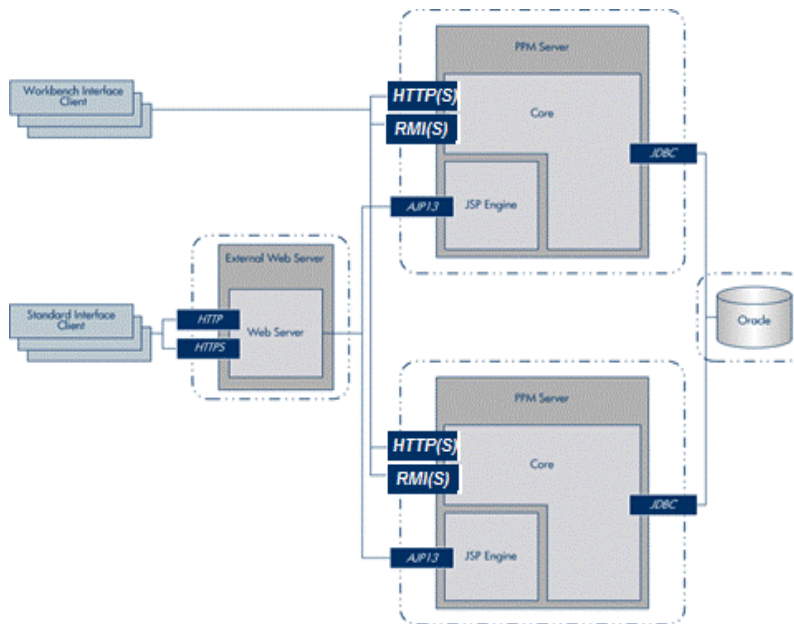 PPM Server
Workbench Interface
Client
HTTP(S)
Core
RMI(S)
JDBC
AJP13
JSP Engine
External Web Server
Standard Interface
Client
HTTP
Web Server
HTTPS
Oracle
PPM Server
HTTP(S)
Core
RMI(S)
JDBC
AJP13
JSP Engine